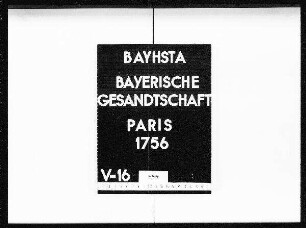 BAYHSTA
BAYERISCHE
GESANDTSCHAFT
PARIS
1756
V-16